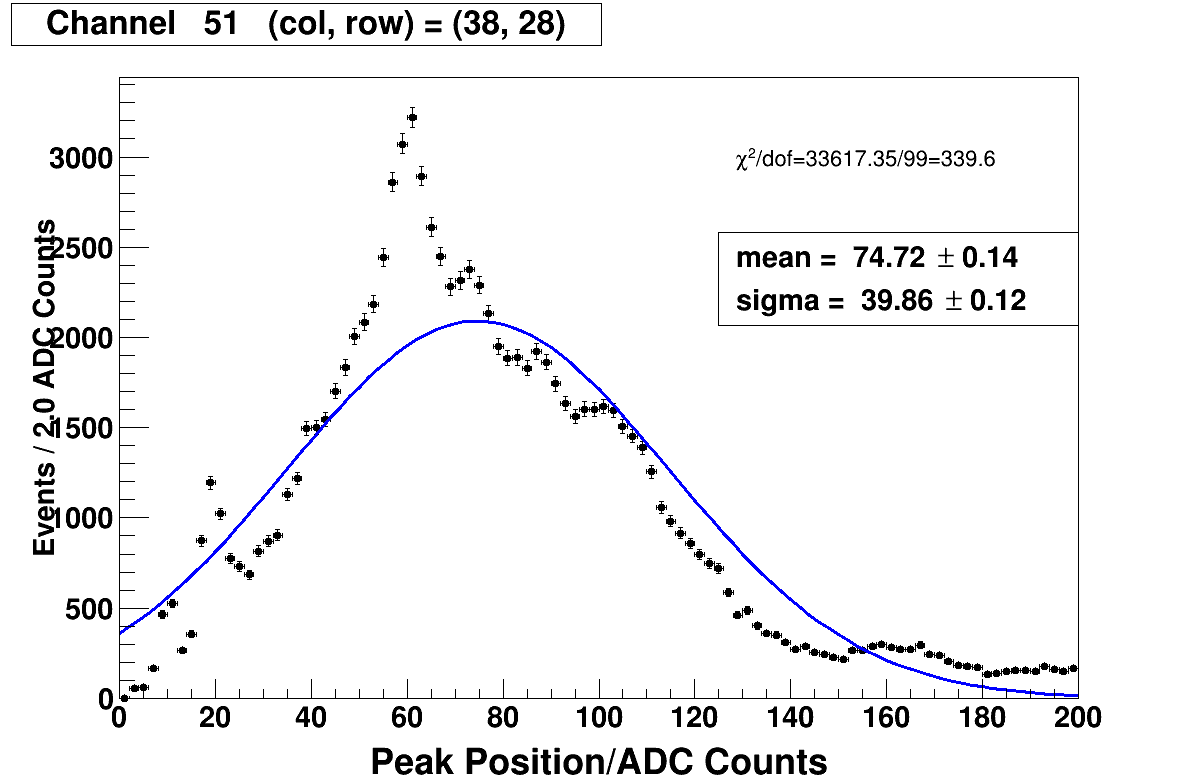 Channel 51 (col, row) = (38, 28)
χ²/dof=33617.35/99=339.6
mean = 74.72 ± 0.14
sigma = 39.86 ± 0.12
Events / 2.0 ADC Counts
3000
2500
2000
1500
1000
500
0
0 20 40 60 80 100 120 140 160 180 200
Peak Position/ADC Counts